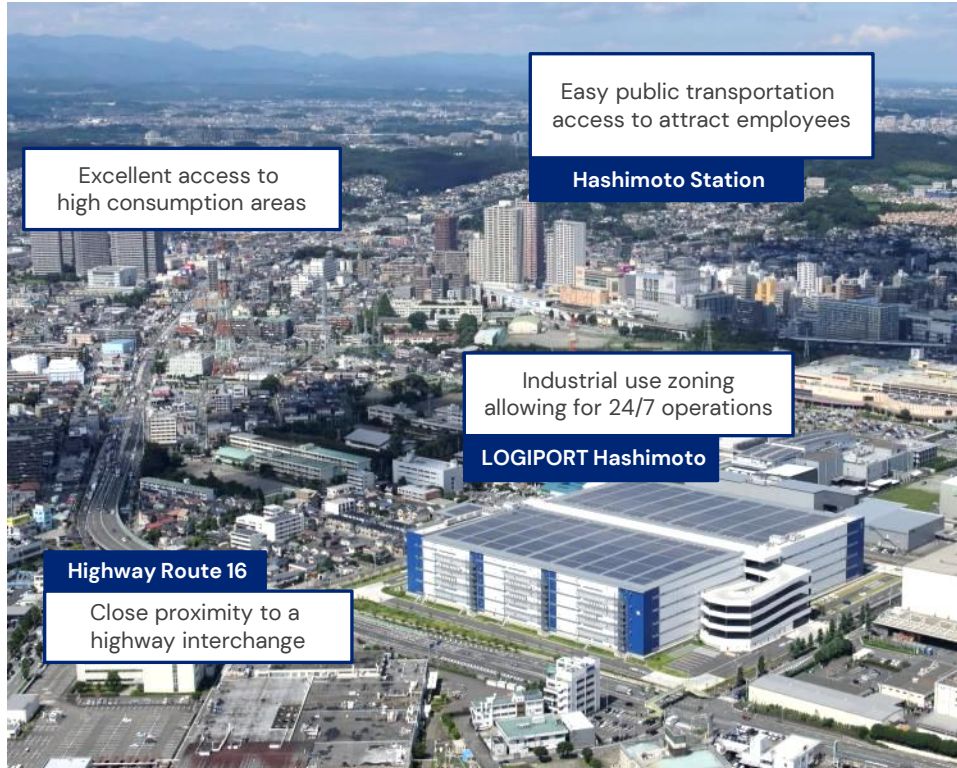 Easy public transportation
access to attract employees
Hashimoto Station
Excellent access to
high consumption areas
Industrial use zoning
allowing for 24/7 operations
LOGIPORT Hashimoto
Highway Route 16
Close proximity to a
highway interchange